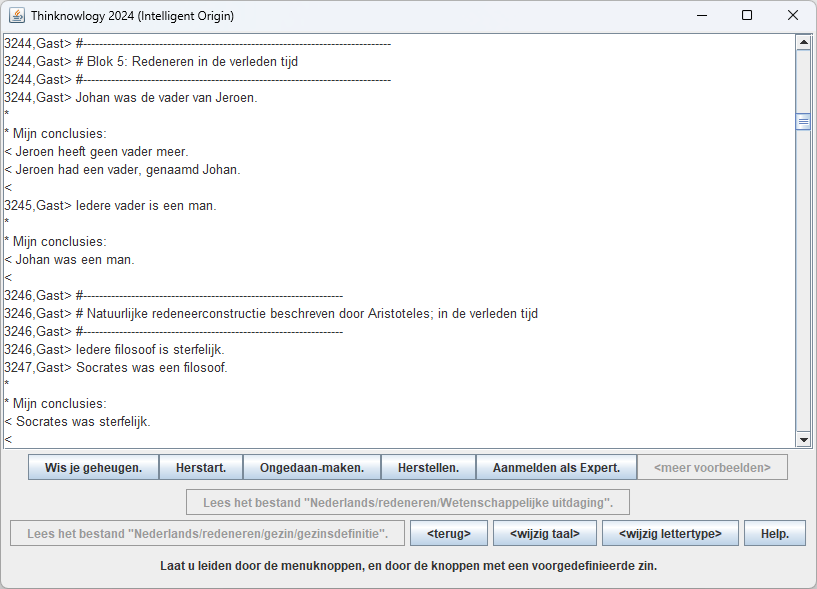 Thinknowlogy 2024 (Intelligent Origin)
3244,Gast> #-----------------------------------------------------------------------------
3244,Gast> # Blok 5: Redeneren in de verleden tijd
3244,Gast> #-----------------------------------------------------------------------------
3244,Gast> Johan was de vader van Jeroen.
*
* Mijn conclusies:
< Jeroen heeft geen vader meer.
< Jeroen had een vader, genaamd Johan.
<
3245,Gast> Iedere vader is een man.
*
* Mijn conclusies:
< Johan was een man.
<
3246,Gast> #-----------------------------------------------------------------
3246,Gast> # Natuurlijke redeneerconstructie beschreven door Aristoteles; in de verleden tijd
3246,Gast> #-----------------------------------------------------------------
3246,Gast> Iedere filosoof is sterfelijk.
3247,Gast> Socrates was een filosoof.
*
* Mijn conclusies:
< Socrates was sterfelijk.
<
Wis je geheugen. Herstart. Ongedaan-maken. Herstellen. Aanmelden als Expert. <meer voorbeelden>
Lees het bestand "Nederlands/redeneren/Wetenschappelijke uitdaging".
Lees het bestand "Nederlands/redeneren/gezin/gezinsdefinitie". <terug> <wijzig taal> <wijzig lettertype> Help.
Laat u leiden door de menuknoppen, en door de knoppen met een voorgedefinieerde zin.